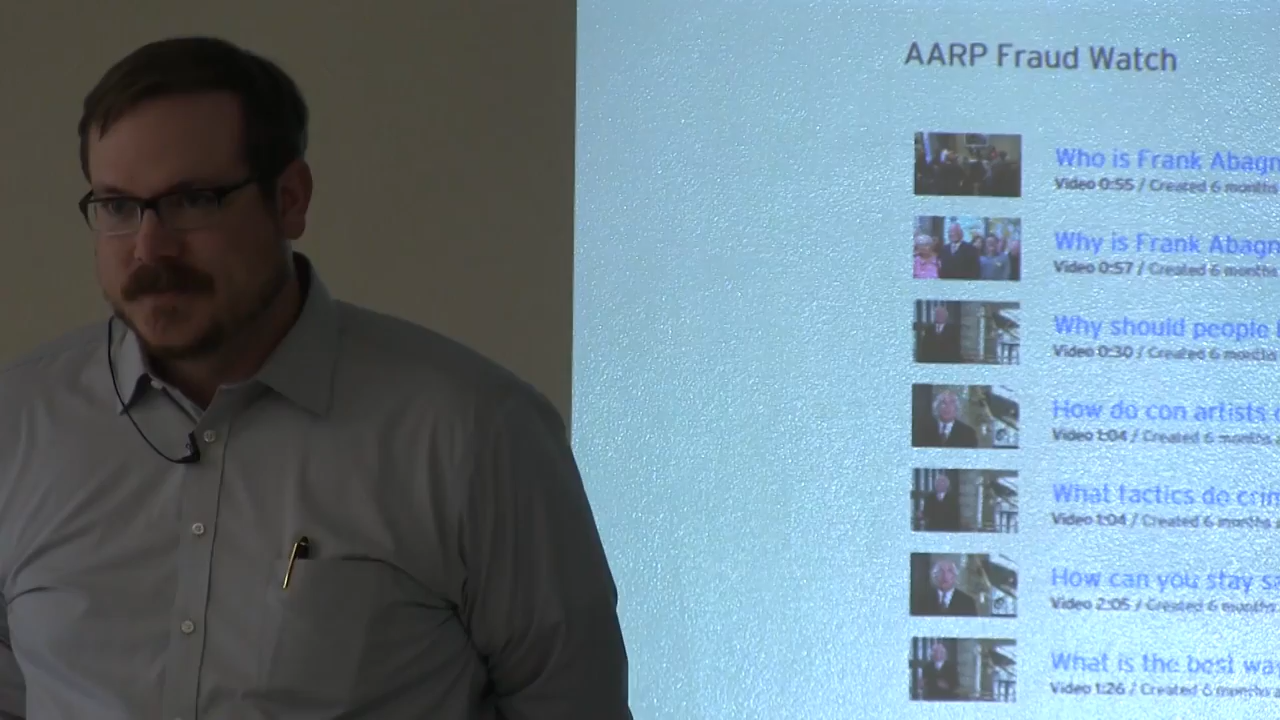 AARP Fraud Watch
Who is Frank Abagn
Video 0:55 / Created 6 months
Why is Frank Abagn
Video 0:57 / Created 6 months
Why should people
Video 0:30 / Created 6 months
How do con artists
Video 1:04 / Created 6 months
What tactics do crim
Video 1:04 / Created 6 months
How can you stay sa
Video 2:05 / Created 6 months
What is the best way
Video 1:26 / Created 6 months a